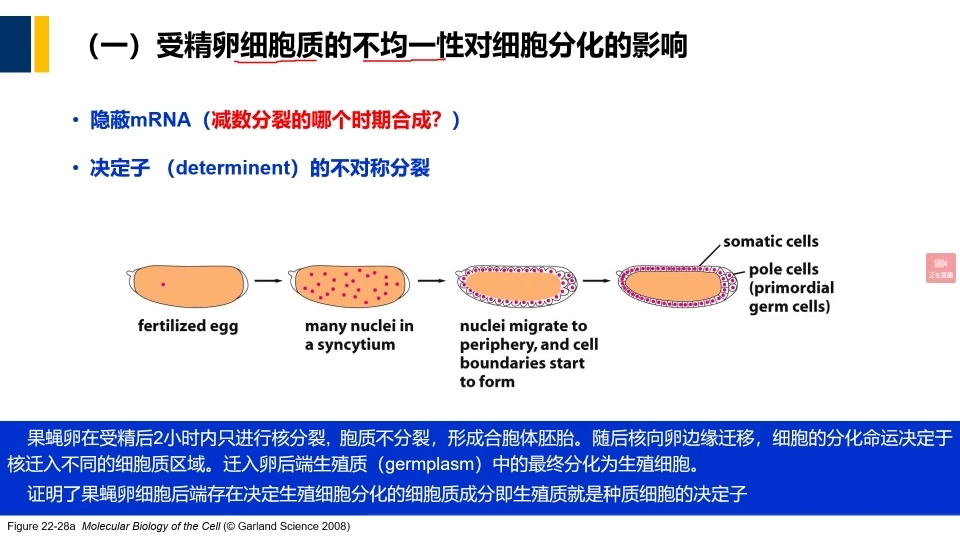 （一）受精卵细胞质的不均一性对细胞分化的影响
• 隐蔽mRNA（减数分裂的哪个时期合成？）
• 决定子 （determinent）的不对称分裂
somatic cells
pole cells
(primordial
germ cells)
fertilized egg
many nuclei in
a syncytium
nuclei migrate to
periphery, and cell
boundaries start
to form
正在直播
果蝇卵在受精后2小时内只进行核分裂, 胞质不分裂，形成合胞体胚胎。随后核向卵边缘迁移，细胞的分化命运决定于
核迁入不同的细胞质区域。迁入卵后端生殖质（germplasm）中的最终分化为生殖细胞。
证明了果蝇卵细胞后端存在决定生殖细胞分化的细胞质成分即生殖质就是种质细胞的决定子
Figure 22-28a Molecular Biology of the Cell (© Garland Science 2008)